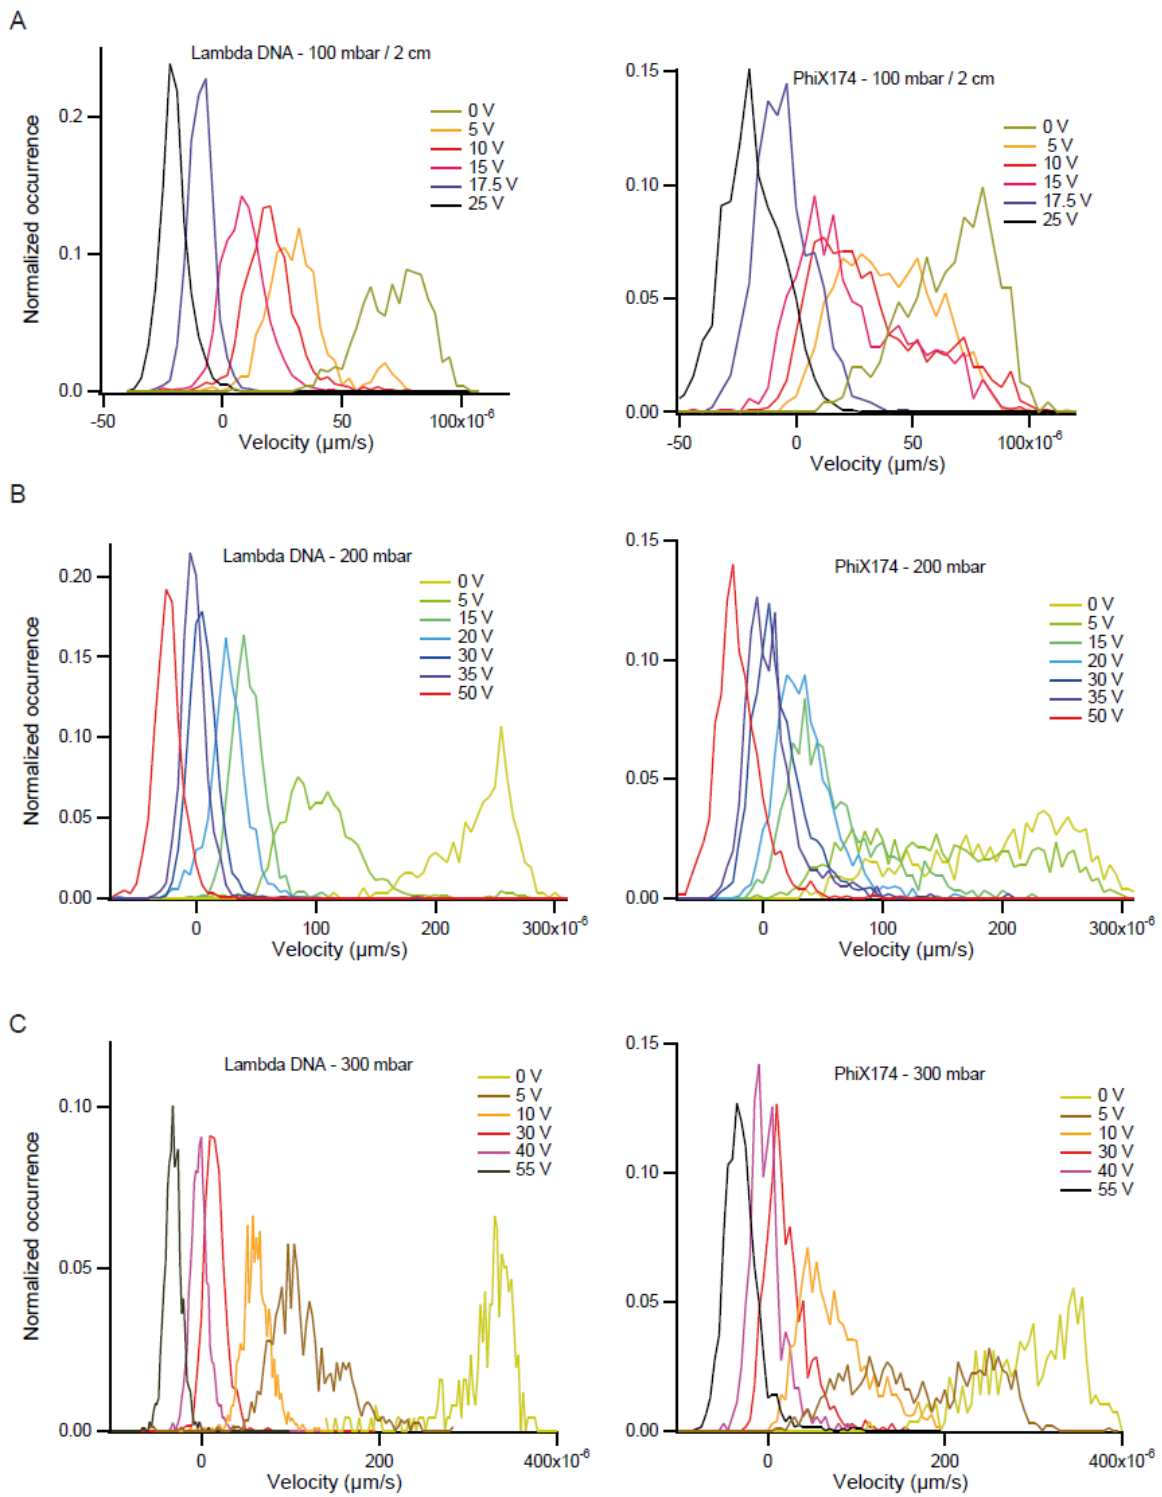 A
Lambda DNA - 100 mbar / 2 cm
Normalized occurrence
0.2
0.1
0.0
0 V
5 V
10 V
15 V
17.5 V
25 V
-50
0
50
100x10-6
Velocity (µm/s)
PhiX174 - 100 mbar / 2 cm
0.15
0.10
0.05
0.00
0 V
5 V
10 V
15 V
17.5 V
25 V
-50
0
50
100x10-6
Velocity (µm/s)
B
Lambda DNA - 200 mbar
Normalized occurrence
0.20
0.15
0.10
0.05
0.00
0 V
5 V
15 V
20 V
30 V
35 V
50 V
0
100
200
300x10-6
Velocity (µm/s)
PhiX174 - 200 mbar
0.15
0.10
0.05
0.00
0 V
5 V
15 V
20 V
30 V
35 V
50 V
0
100
200
300x10-6
Velocity (µm/s)
C
Lambda DNA - 300 mbar
Normalized occurrence
0.10
0.05
0.00
0 V
5 V
10 V
30 V
40 V
55 V
0
200
400x10-6
Velocity (µm/s)
PhiX174 - 300 mbar
0.15
0.10
0.05
0.00
0 V
5 V
10 V
30 V
40 V
55 V
0
200
400x10-6
Velocity (µm/s)